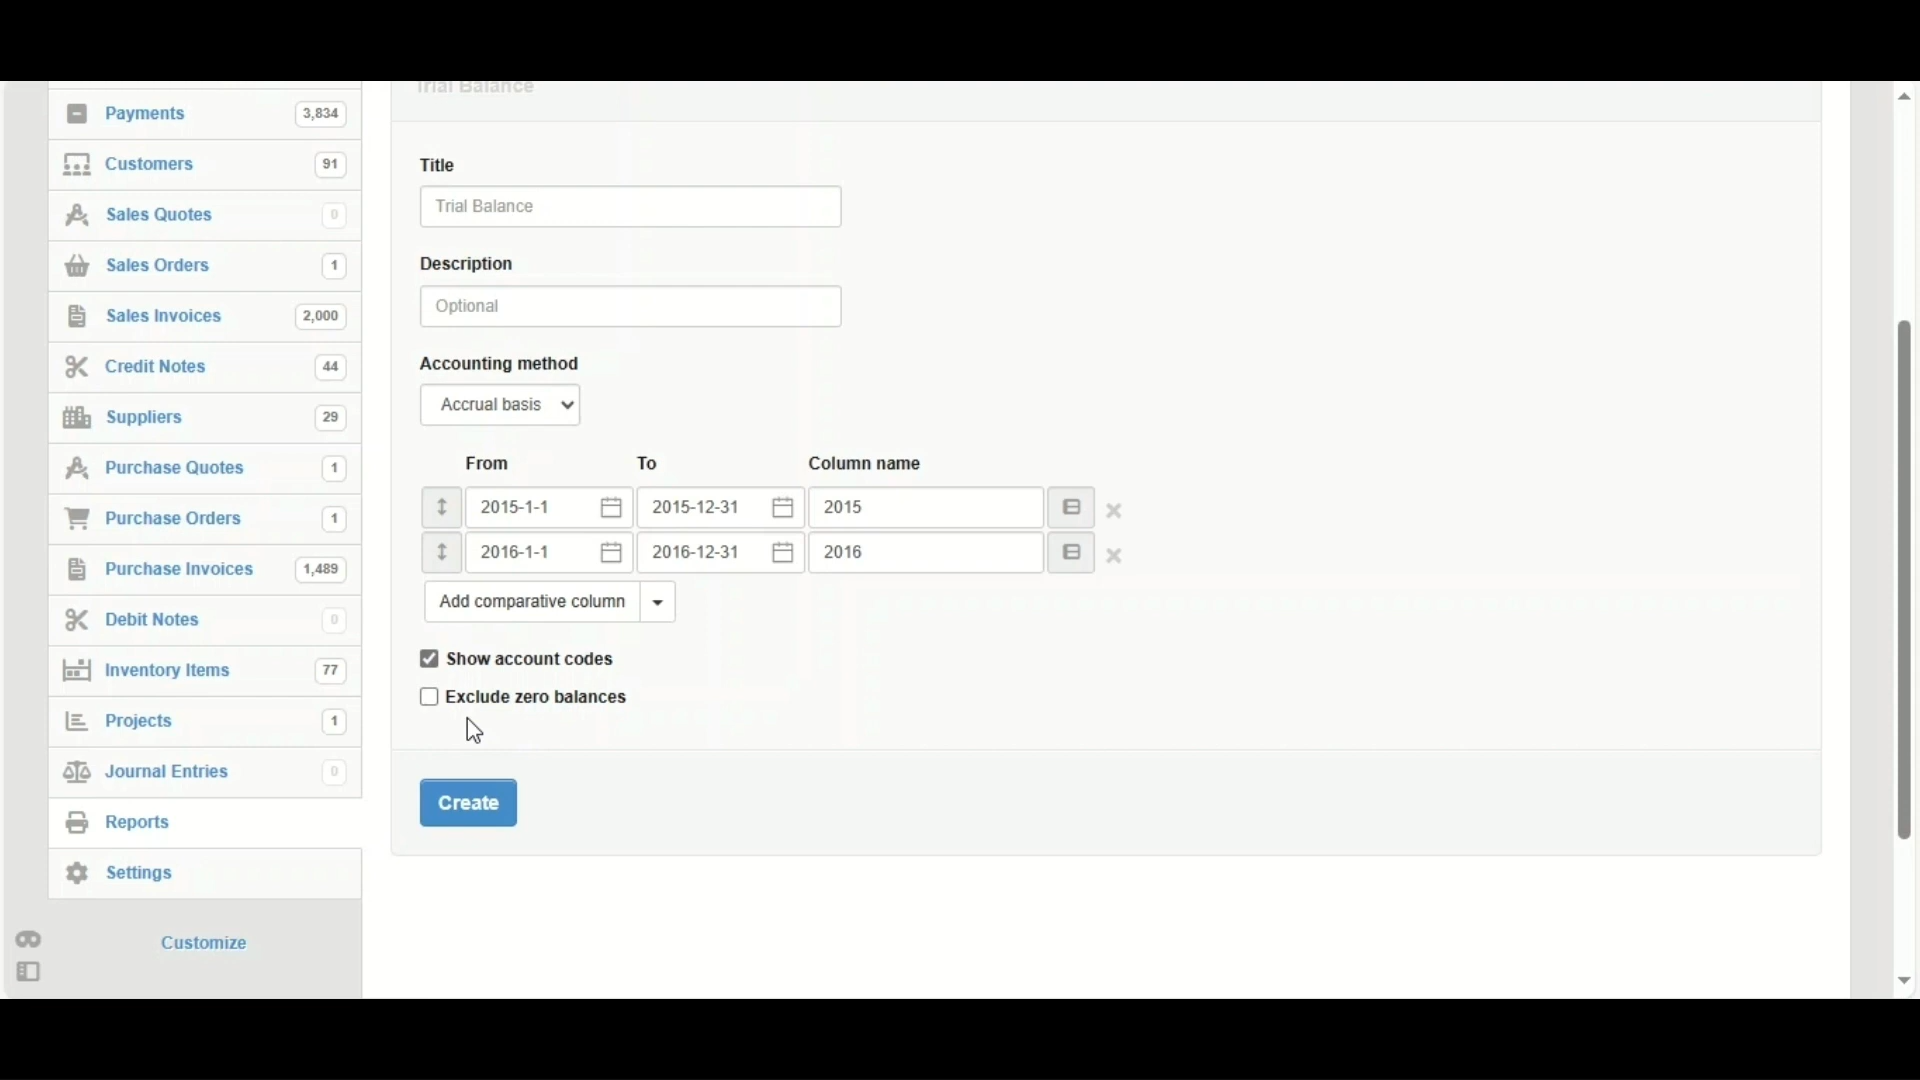 Trial Balance
Payments 3,834
Customers 91
Sales Quotes 0
Sales Orders 1
Sales Invoices 2,000
Credit Notes 44
Suppliers 29
Purchase Quotes 1
Purchase Orders 1
Purchase Invoices 1,489
Debit Notes 0
Inventory Items 77
Projects 1
Journal Entries 0
Reports
Settings
Customize
Title
Trial Balance
Description
Optional
Accounting method
Accrual basis
From To Column name
2015-1-1 2015-12-31 2015
2016-1-1 2016-12-31 2016
Add comparative column
Show account codes
Exclude zero balances
Create